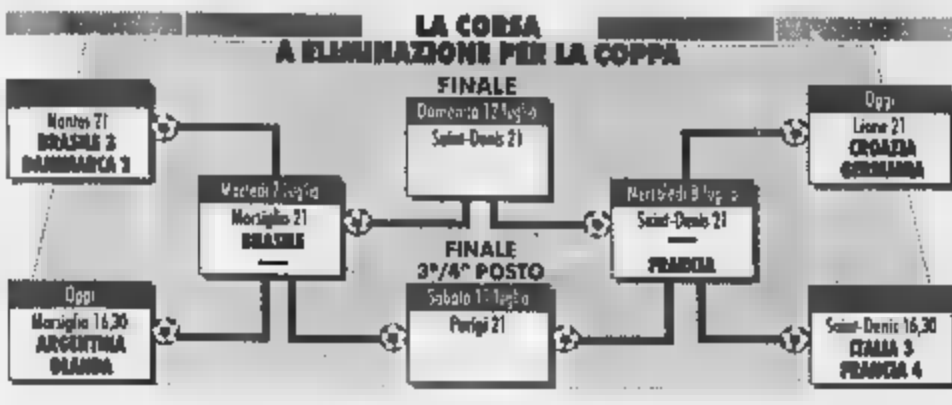 LA CORSA
A ELIMINAZIONE PER LA COPPA
FINALE
Domenica 12 luglio
Saint-Denis 21
Nantes 21
BRASILE 3
DANIMARCA 2
Oggi
Lione 21
CROAZIA
GERMANIA
Martedì 7 luglio
Marsiglia 21
BRASILE
Mercoledì 8 luglio
Saint-Denis 21
FRANCIA
FINALE
3°/4° POSTO
Sabato 11 luglio
Parigi 21
Oggi
Marsiglia 16,30
ARGENTINA
OLANDA
Saint-Denis 16,30
ITALIA 3
FRANCIA 4